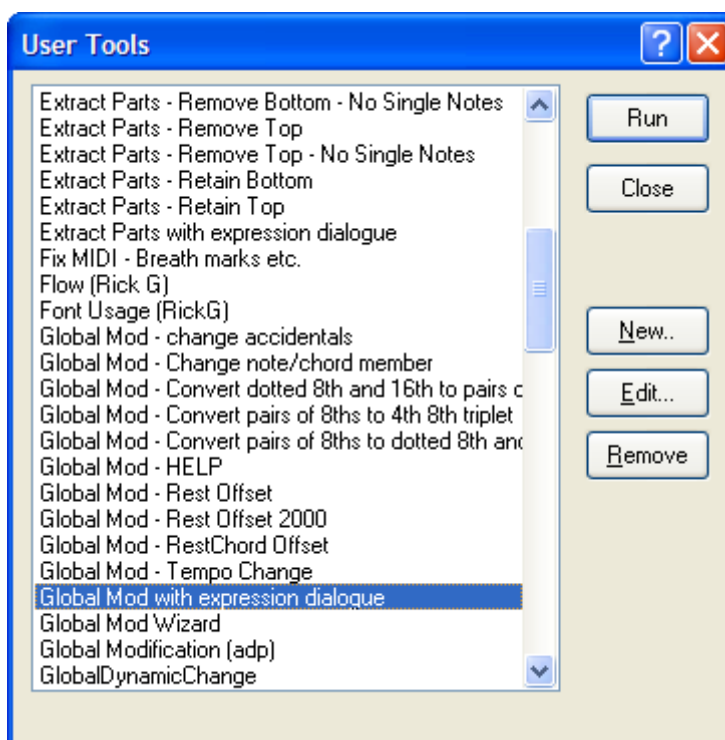 User Tools
Extract Parts - Remove Bottom - No Single Notes
Extract Parts - Remove Top
Extract Parts - Remove Top - No Single Notes
Extract Parts - Retain Bottom
Extract Parts - Retain Top
Extract Parts with expression dialogue
Fix MIDI - Breath marks etc.
Flow (Rick G)
Font Usage (RickG)
Global Mod - change accidentals
Global Mod - Change note/chord member
Global Mod - Convert dotted 8th and 16th to pairs
Global Mod - Convert pairs of 8ths to 4th 8th triplet
Global Mod - Convert pairs of 8ths to dotted 8th and
Global Mod - HELP
Global Mod - Rest Offset
Global Mod - Rest Offset 2000
Global Mod - RestChord Offset
Global Mod - Tempo Change
Global Mod with expression dialogue
Global Mod Wizard
Global Modification (adp)
GlobalDynamicChange
Run
Close
New..
Edit...
Remove